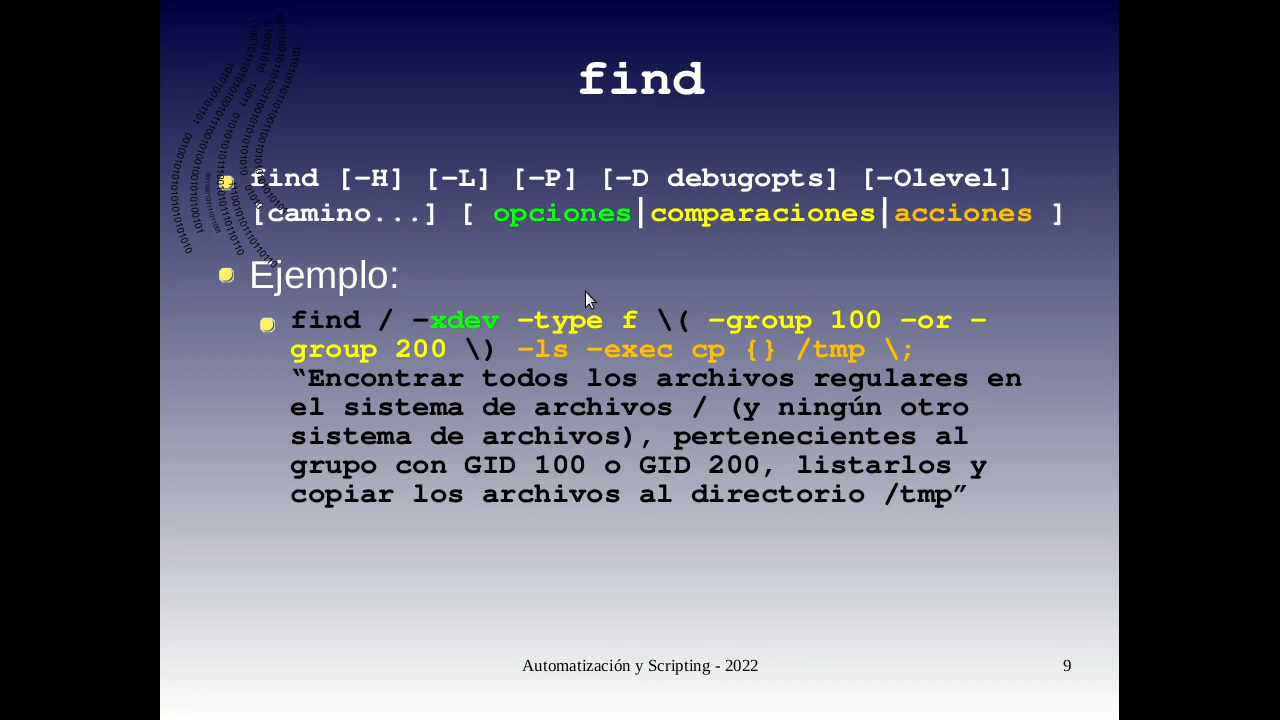 find
find [-H] [-L] [-P] [-D debugopts] [-Olevel]
[camino...] [ opciones|comparaciones|acciones ]
Ejemplo:
find / -xdev -type f \( -group 100 -or -
group 200 \) -ls -exec cp {} /tmp \;
“Encontrar todos los archivos regulares en
el sistema de archivos / (y ningún otro
sistema de archivos), pertenecientes al
grupo con GID 100 o GID 200, listarlos y
copiar los archivos al directorio /tmp”
Automatización y Scripting - 2022
9